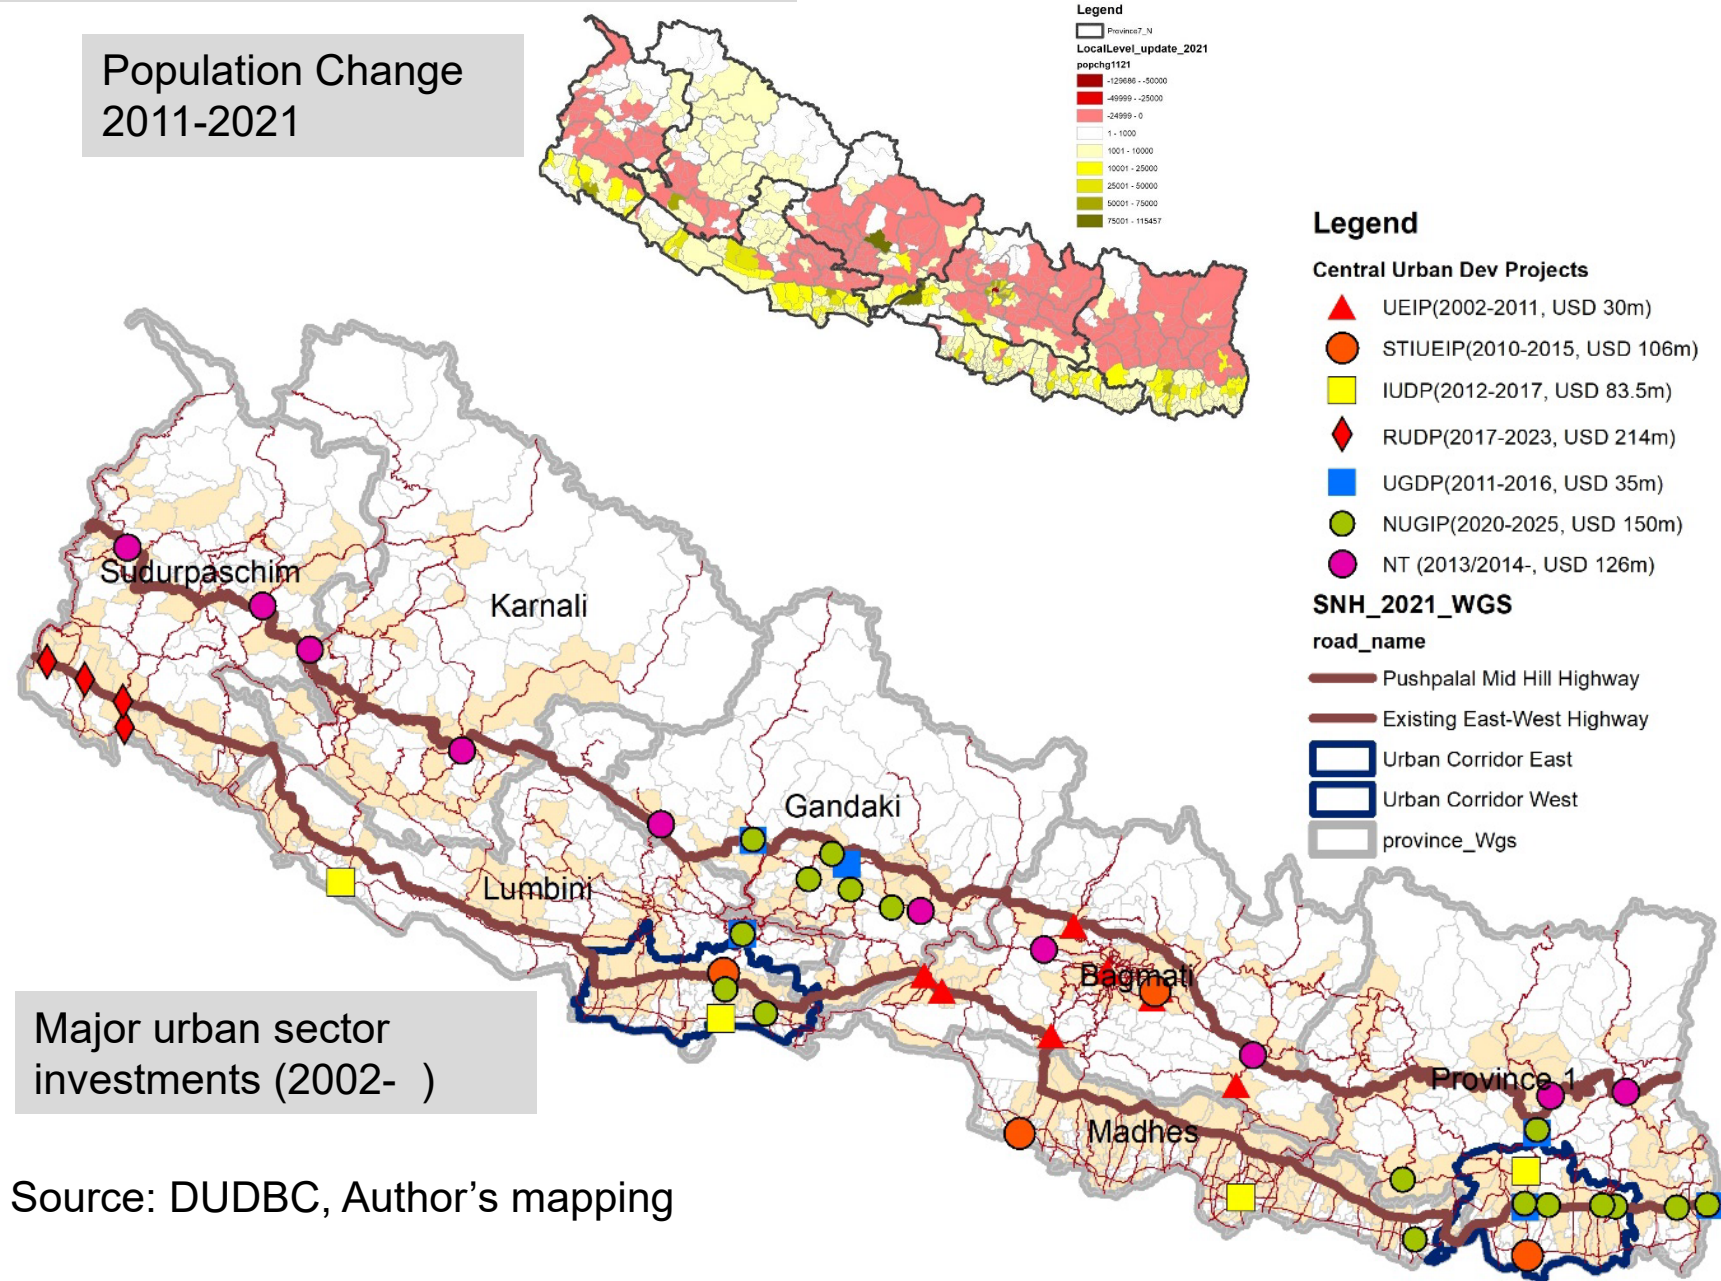 Population Change
2011-2021
Legend
Province7_N
LocalLevel_update_2021
popchg1121
-129686 - -50000
-49999 - -25000
-24999 - 0
1 - 1000
1001 - 10000
10001 - 25000
25001 - 50000
50001 - 75000
75001 - 115457
Legend
Central Urban Dev Projects
UEIP(2002-2011, USD 30m)
STIUEIP(2010-2015, USD 106m)
IUDP(2012-2017, USD 83.5m)
RUDP(2017-2023, USD 214m)
UGDP(2011-2016, USD 35m)
NUGIP(2020-2025, USD 150m)
NT (2013/2014-, USD 126m)
SNH_2021_WGS
road_name
Pushpalal Mid Hill Highway
Existing East-West Highway
Urban Corridor East
Urban Corridor West
province_Wgs
Sudurpaschim
Karnali
Gandaki
Lumbini
Bagmati
Province 1
Madhes
Major urban sector
investments (2002- )
Source: DUDBC, Author’s mapping